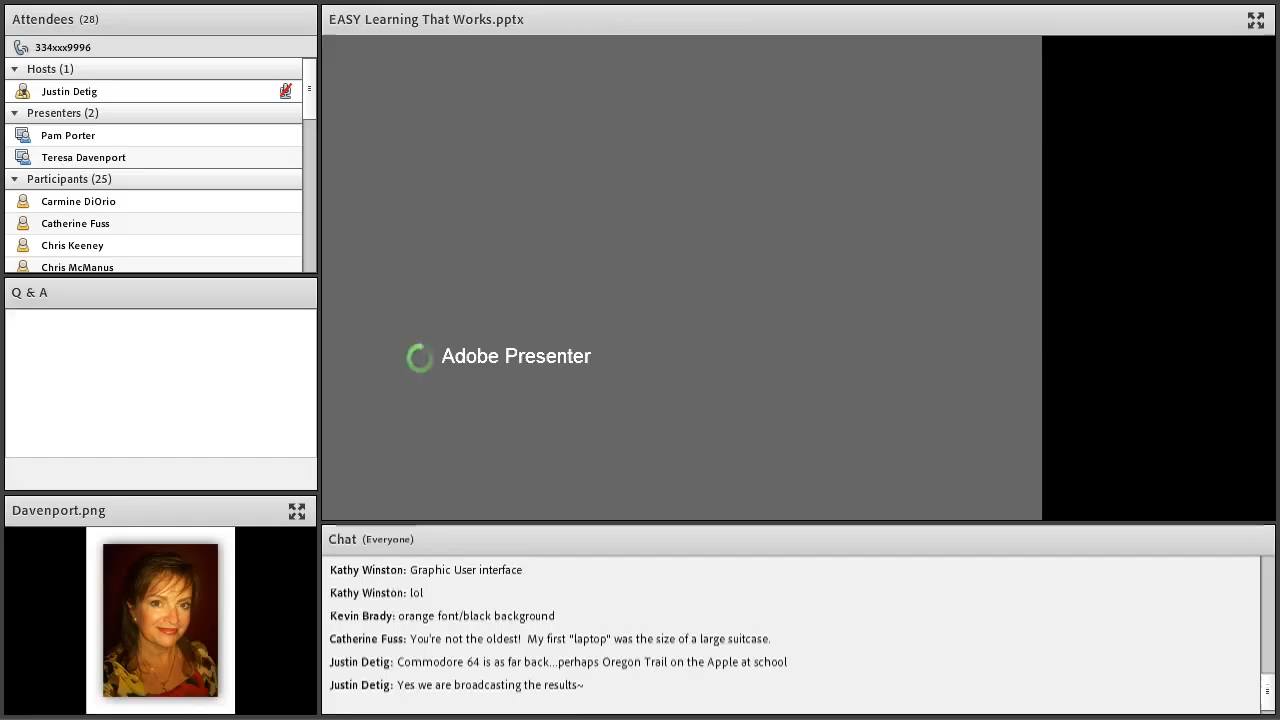 Attendees (28)
334xxx9996
Hosts (1)
Justin Detig
Presenters (2)
Pam Porter
Teresa Davenport
Participants (25)
Carmine DiOrio
Catherine Fuss
Chris Keeney
Chris McManus
Q & A
Davenport.png
EASY Learning That Works.pptx
Adobe Presenter
Chat (Everyone)
Kathy Winston: Graphic User interface
Kathy Winston: lol
Kevin Brady: orange font/black background
Catherine Fuss: You're not the oldest! My first "laptop" was the size of a large suitcase.
Justin Detig: Commodore 64 is as far back...perhaps Oregon Trail on the Apple at school
Justin Detig: Yes we are broadcasting the results~